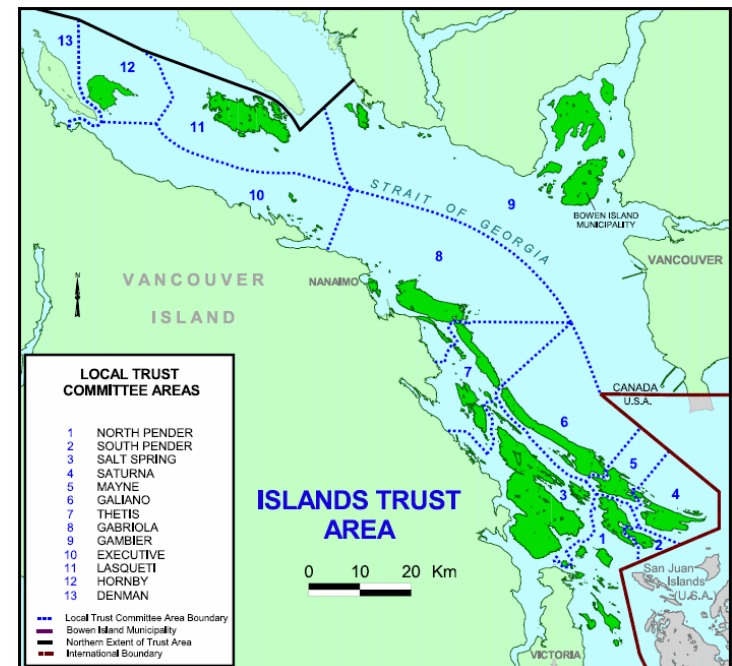 13
12
11
10
9
STRAIT OF GEORGIA
BOWEN ISLAND
MUNICIPALITY
8
VANCOUVER
ISLAND
NANAIMO
VANCOUVER
N
7
CANADA
U.S.A.
6
5
4
3
1
2
ISLANDS TRUST
AREA
0 10 20 Km
San Juan
Islands
(U.S.A.)
VICTORIA
LOCAL TRUST
COMMITTEE AREAS
1 NORTH PENDER
2 SOUTH PENDER
3 SALT SPRING
4 SATURNA
5 MAYNE
6 GALIANO
7 THETIS
8 GABRIOLA
9 GAMBIER
10 EXECUTIVE
11 LASQUETI
12 HORNBY
13 DENMAN
Local Trust Committee Area Boundary
Bowen Island Municipality
Northern Extent of Trust Area
International Boundary